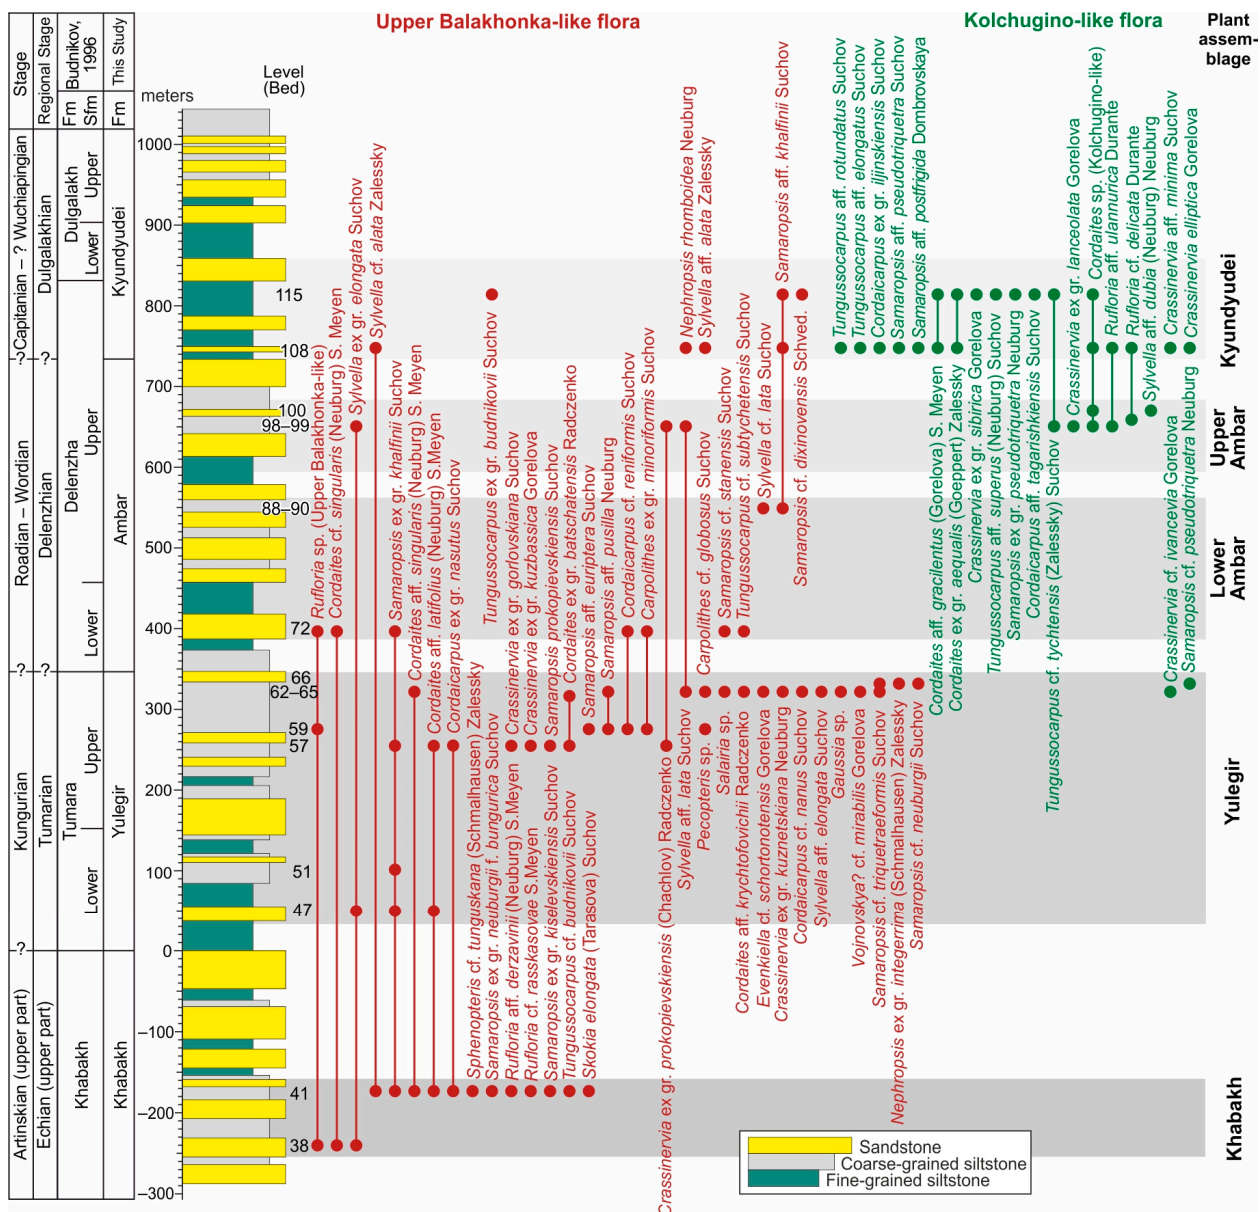 Upper Balakhonka-like flora
Kolchugino-like flora
Plant
assem-
blage
Stage
Regional Stage
Budnikov,
1996
This Study
Fm
Sfm
Fm
Level
(Bed)
meters
1000
900
800
700
600
500
400
300
200
100
0
–100
–200
–300
Capitanian – ? Wuchiapingian
Dulgalakhian
Dulgalakh
Upper
Lower
Kyundyudei
?
?
Roadian – Wordian
Delenzhian
Delenzha
Upper
Lower
Ambar
?
?
Kungurian
Tumarian
Tumara
Upper
Lower
Yulegir
?
?
Artinskian (upper part)
Echian (upper part)
Khabakh
Khabakh
115
108
100
98–99
88–90
72
66
62–65
59
57
51
47
41
38
Rufloria sp. (Upper Balakhonka-like)
Cordaites cf. singularis (Neuburg) S. Meyen
Sylvella ex gr. elongata Suchov
Sylvella cf. alata Zalessky
Samaropsis ex gr. khalfinii Suchov
Cordaites aff. singularis (Neuburg) S. Meyen
Cordaites aff. latifolius (Neuburg) S.Meyen
Cordaicarpus ex gr. nasutus Suchov
Sphenopteris cf. tunguskana (Schmalhausen) Zalessky
Samaropsis ex gr. neuburgii f. bungurica Suchov
Rufloria aff. derzavinii (Neuburg) S.Meyen
Rufloria cf. rasskasovae S.Meyen
Samaropsis ex gr. kiselevskiensis Suchov
Tungussocarpus cf. budnikovii Suchov
Skokia elongata (Tarasova) Suchov
Tungussocarpus ex gr. budnikovii Suchov
Crassinervia ex gr. gorlovskiana Suchov
Crassinervia ex gr. kuzbassica Gorelova
Samaropsis prokopievskiensis Suchov
Cordaites ex gr. batschatensis Radczenko
Samaropsis aff. euriptera Suchov
Samaropsis aff. pusilla Neuburg
Cordaicarpus cf. reniformis Suchov
Carpolithes ex gr. minoriformis Suchov
Crassinervia ex gr. prokopievskiensis (Chachlov) Radczenko
Sylvella aff. lata Suchov
Nephropsis rhomboidea Neuburg
Sylvella aff. alata Zalessky
Carpolithes cf. globosus Suchov
Pecopteris sp.
Samaropsis cf. stanensis Suchov
Tungussocarpus cf. subtychetensis Suchov
Sylvella cf. lata Suchov
Samaropsis aff. khalfinii Suchov
Samaropsis cf. dixinovensis Schved.
Salairia sp.
Cordaites aff. krychtofovichii Radczenko
Evenkiella cf. schortonotensis Gorelova
Crassinervia ex gr. kuznetskiana Neuburg
Cordaicarpus cf. nanus Suchov
Sylvella aff. elongata Suchov
Gaussia sp.
Vojnovskya? cf. mirabilis Gorelova
Samaropsis cf. triquetraeformis Suchov
Nephropsis ex gr. integerrima (Schmalhausen) Zalessky
Samaropsis cf. neuburgii Suchov
Tungussocarpus aff. rotundatus Suchov
Tungussocarpus aff. elongatus Suchov
Cordaicarpus ex gr. iljinskiensis Suchov
Samaropsis aff. pseudotriquetra Suchov
Samaropsis aff. postfrigida Dombrovskaya
Cordaites aff. gracilentus (Gorelova) S. Meyen
Cordaites ex gr. aequalis (Goeppert) Zalessky
Crassinervia ex gr. sibirica Gorelova
Tungussocarpus aff. superus (Neuburg) Suchov
Samaropsis ex gr. pseudotriquetra Neuburg
Cordaicarpus aff. tagarishkiensis Suchov
Tungussocarpus cf. tychtensis (Zalessky) Suchov
Crassinervia ex gr. lanceolata Gorelova
Cordaites sp. (Kolchugino-like)
Rufloria aff. ulannurica Durante
Rufloria cf. delicata Durante
Sylvella aff. dubia (Neuburg) Neuburg
Crassinervia aff. minima Suchov
Crassinervia elliptica Gorelova
Crassinervia cf. ivancevia Gorelova
Samaropsis cf. pseudotriquetra Neuburg
Kyundyudei
Upper
Ambar
Lower
Ambar
Yulegir
Khabakh
Sandstone
Coarse-grained siltstone
Fine-grained siltstone